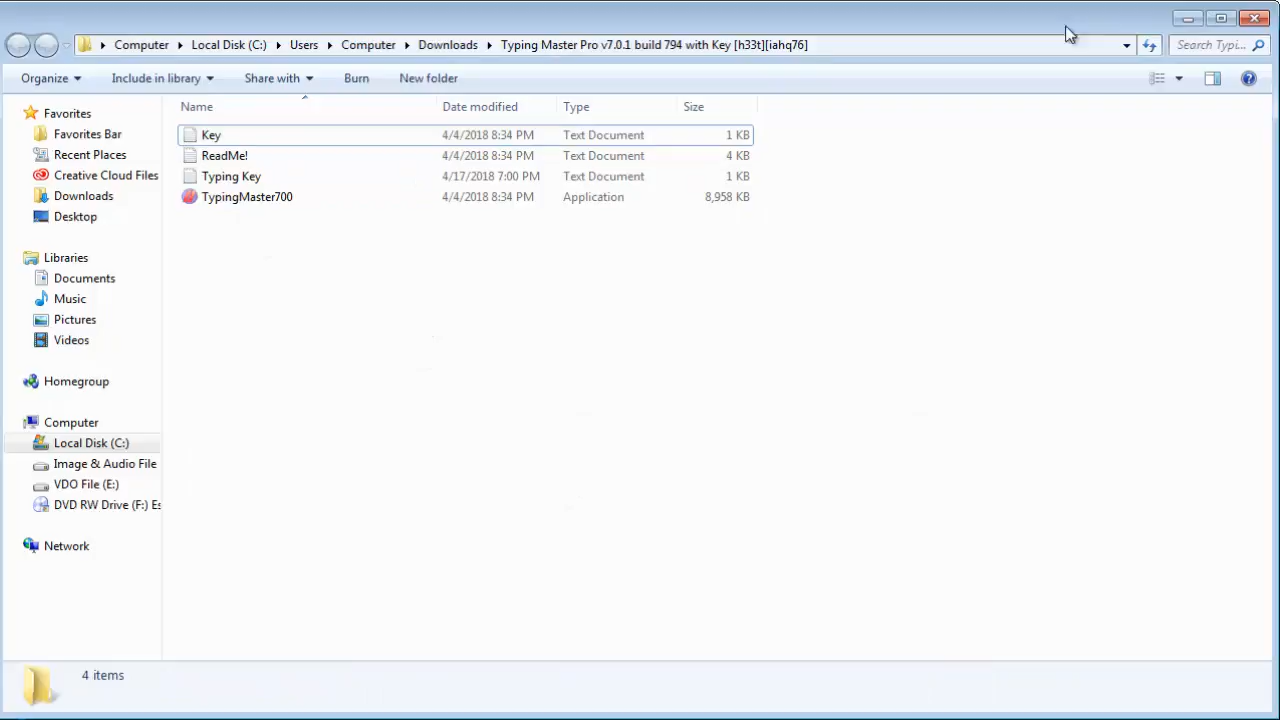 Computer Local Disk (C:) Users Computer Downloads Typing Master Pro v7.0.1 build 794 with Key [h33t][iahq76] Search Typi...
Organize Include in library Share with Burn New folder
Name Date modified Type Size
Key 4/4/2018 8:34 PM Text Document 1 KB
ReadMe! 4/4/2018 8:34 PM Text Document 4 KB
Typing Key 4/17/2018 7:00 PM Text Document 1 KB
TypingMaster700 4/4/2018 8:34 PM Application 8,958 KB
Favorites
Favorites Bar
Recent Places
Creative Cloud Files
Downloads
Desktop
Libraries
Documents
Music
Pictures
Videos
Homegroup
Computer
Local Disk (C:)
Image & Audio File
VDO File (E:)
DVD RW Drive (F:) Es
Network
4 items